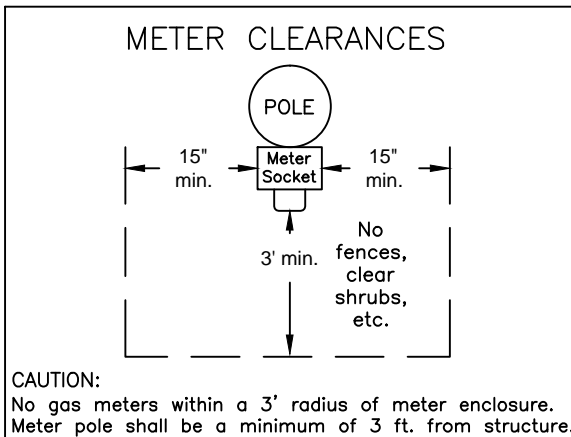 METER CLEARANCES
POLE
15"
min.
Meter
Socket
15"
min.
3' min.
No
fences,
clear
shrubs,
etc.
CAUTION:
No gas meters within a 3' radius of meter enclosure.
Meter pole shall be a minimum of 3 ft. from structure.